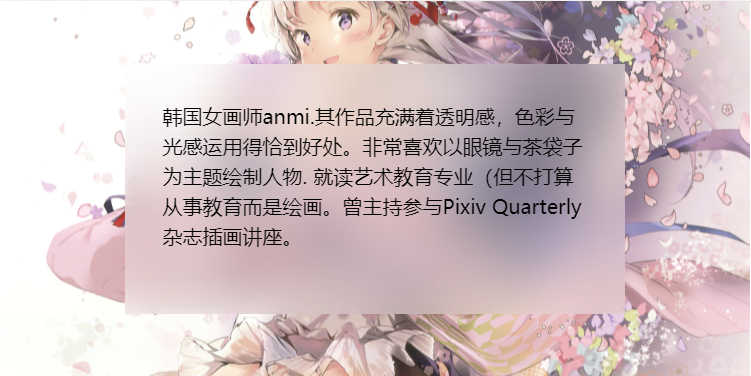 韩国女画师anmi.其作品充满着透明感，色彩与
光感运用得恰到好处。非常喜欢以眼镜与茶袋子
为主题绘制人物. 就读艺术教育专业（但不打算
从事教育而是绘画。曾主持参与Pixiv Quarterly
杂志插画讲座。